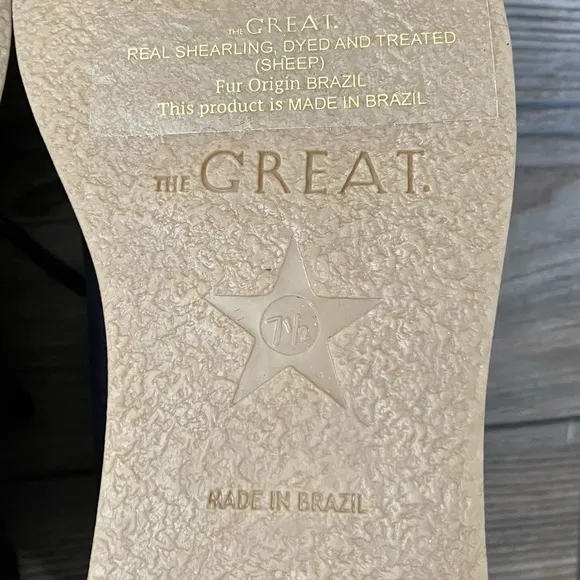 THE GREAT.
REAL SHEARLING, DYED AND TREATED
(SHEEP)
Fur Origin BRAZIL
This product is MADE IN BRAZIL
THE GREAT.
7½
MADE IN BRAZIL